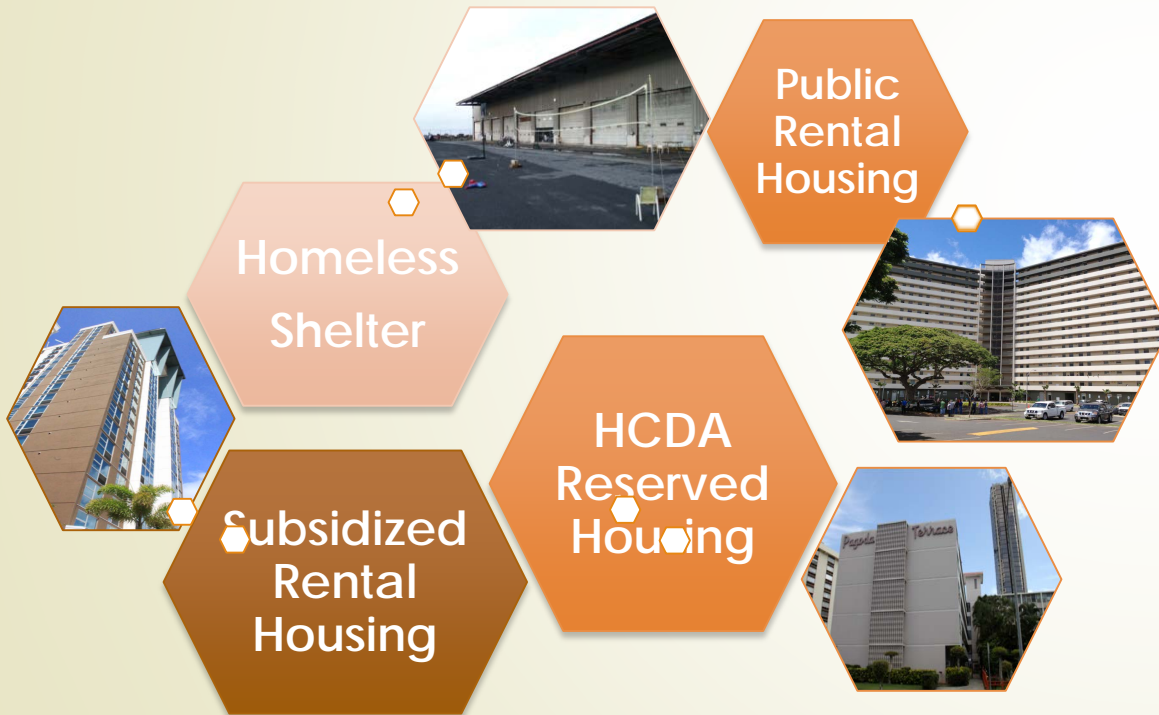 Public
Rental
Housing
Homeless
Shelter
HCDA
Reserved
Housing
Subsidized
Rental
Housing
Pagoda Terrace